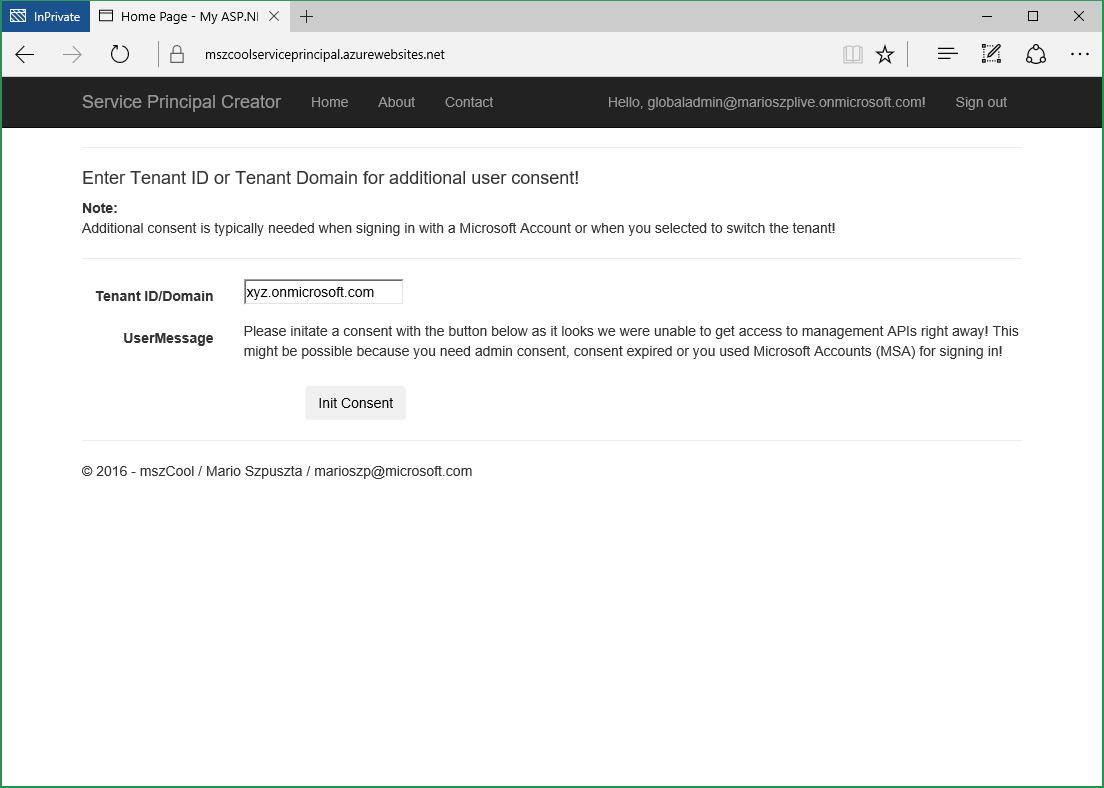 InPrivate
Home Page - My ASP.NE
mszcoolserviceprincipal.azurewebsites.net
Service Principal Creator Home About Contact Hello, globaladmin@marioszplive.onmicrosoft.com! Sign out
Enter Tenant ID or Tenant Domain for additional user consent!
Note:
Additional consent is typically needed when signing in with a Microsoft Account or when you selected to switch the tenant!
Tenant ID/Domain xyz.onmicrosoft.com
UserMessage Please initate a consent with the button below as it looks we were unable to get access to management APIs right away! This
might be possible because you need admin consent, consent expired or you used Microsoft Accounts (MSA) for signing in!
Init Consent
© 2016 - mszCool / Mario Szpuszta / marioszp@microsoft.com